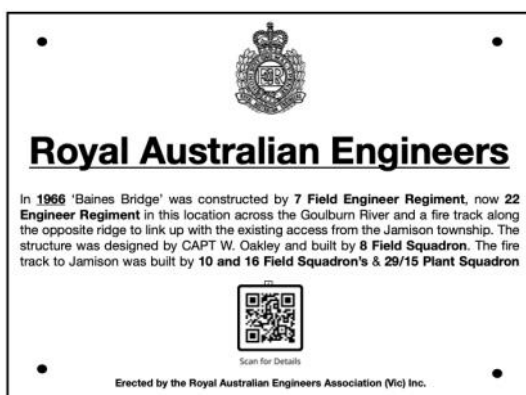 Royal Australian Engineers
In 1966 'Baines Bridge' was constructed by 7 Field Engineer Regiment, now 22
Engineer Regiment in this location across the Goulburn River and a fire track along
the opposite ridge to link up with the existing access from the Jamison township. The
structure was designed by CAPT W. Oakley and built by 8 Field Squadron. The fire
track to Jamison was built by 10 and 16 Field Squadron's & 29/15 Plant Squadron
Scan for Details
Erected by the Royal Australian Engineers Association (Vic) Inc.